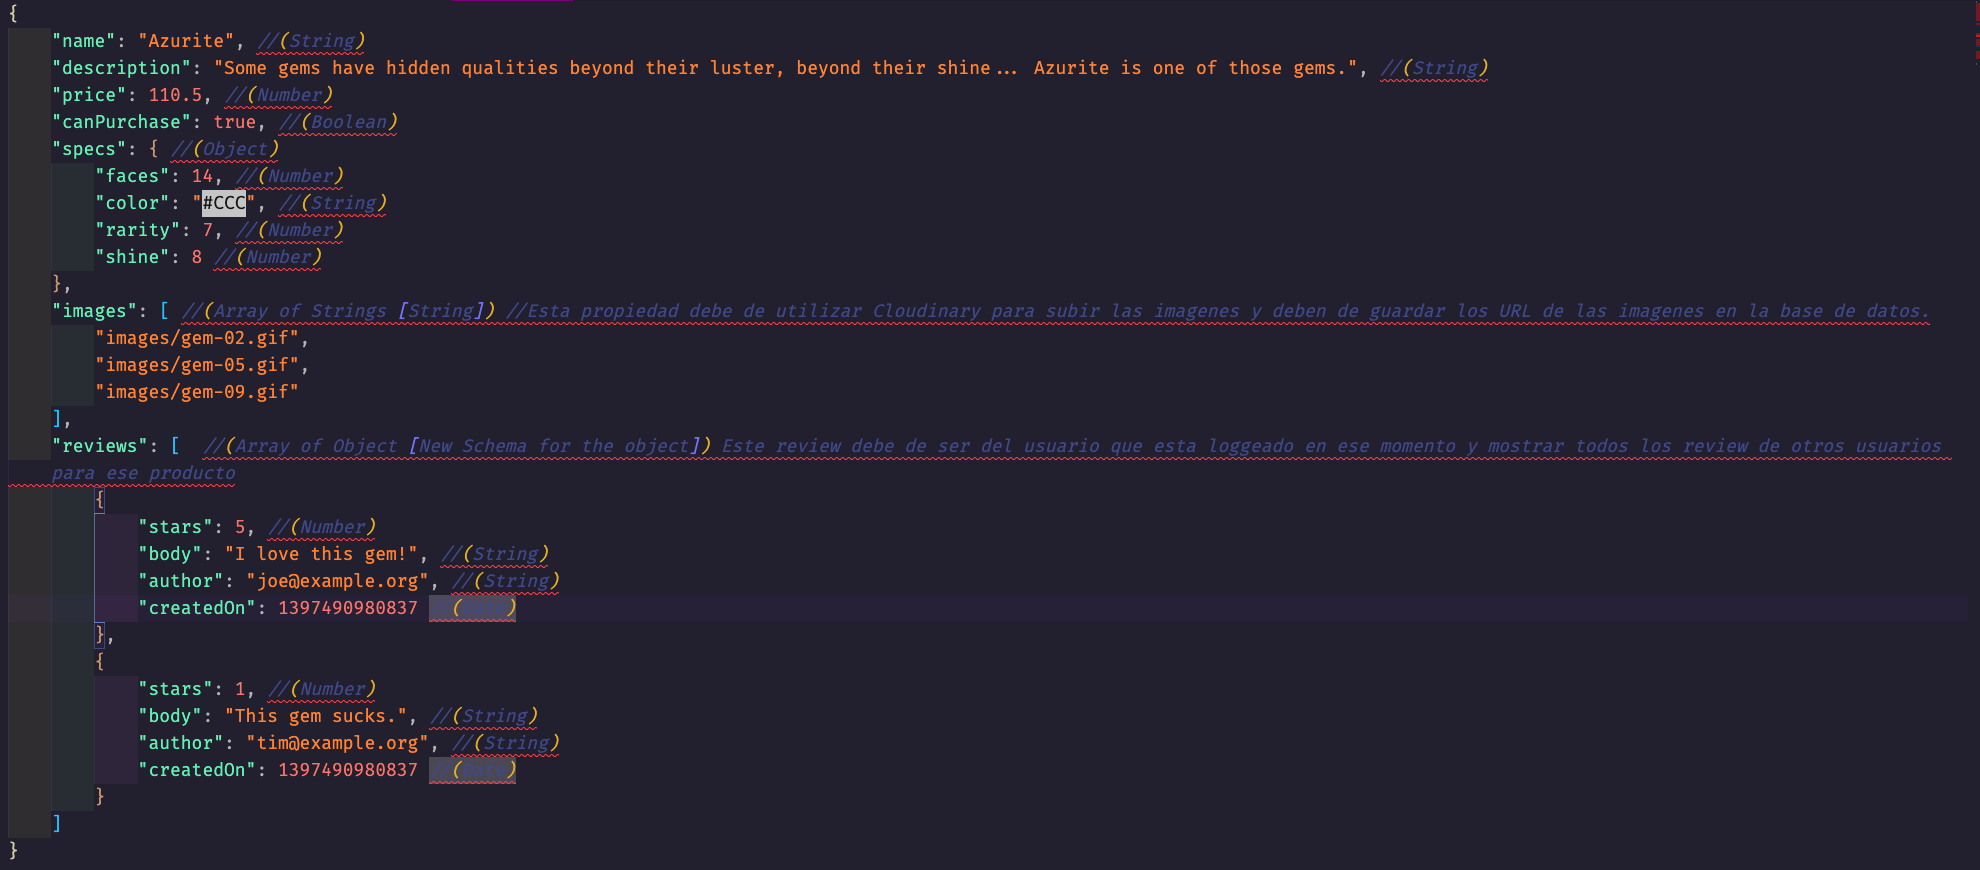 {
"name": "Azurite", //(String)
"description": "Some gems have hidden qualities beyond their luster, beyond their shine... Azurite is one of those gems.", //(String)
"price": 110.5, //(Number)
"canPurchase": true, //(Boolean)
"specs": { //(Object)
"faces": 14, //(Number)
"color": "#CCC", //(String)
"rarity": 7, //(Number)
"shine": 8 //(Number)
},
"images": [ //(Array of Strings [String]) //Esta propiedad debe de utilizar Cloudinary para subir las imagenes y deben de guardar los URL de las imagenes en la base de datos.
"images/gem-02.gif",
"images/gem-05.gif",
"images/gem-09.gif"
],
"reviews": [  //(Array of Object [New Schema for the object]) Este review debe de ser del usuario que esta loggeado en ese momento y mostrar todos los review de otros usuarios
para ese producto
{
"stars": 5, //(Number)
"body": "I love this gem!", //(String)
"author": "joe@example.org", //(String)
"createdOn": 1397490980837 //(Date)
},
{
"stars": 1, //(Number)
"body": "This gem sucks.", //(String)
"author": "tim@example.org", //(String)
"createdOn": 1397490980837 //(Date)
}
]
}